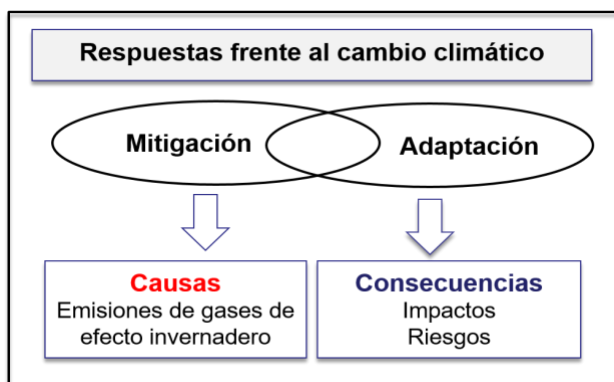 Respuestas frente al cambio climático
Mitigación
Adaptación
Causas
Emisiones de gases de
efecto invernadero
Consecuencias
Impactos
Riesgos